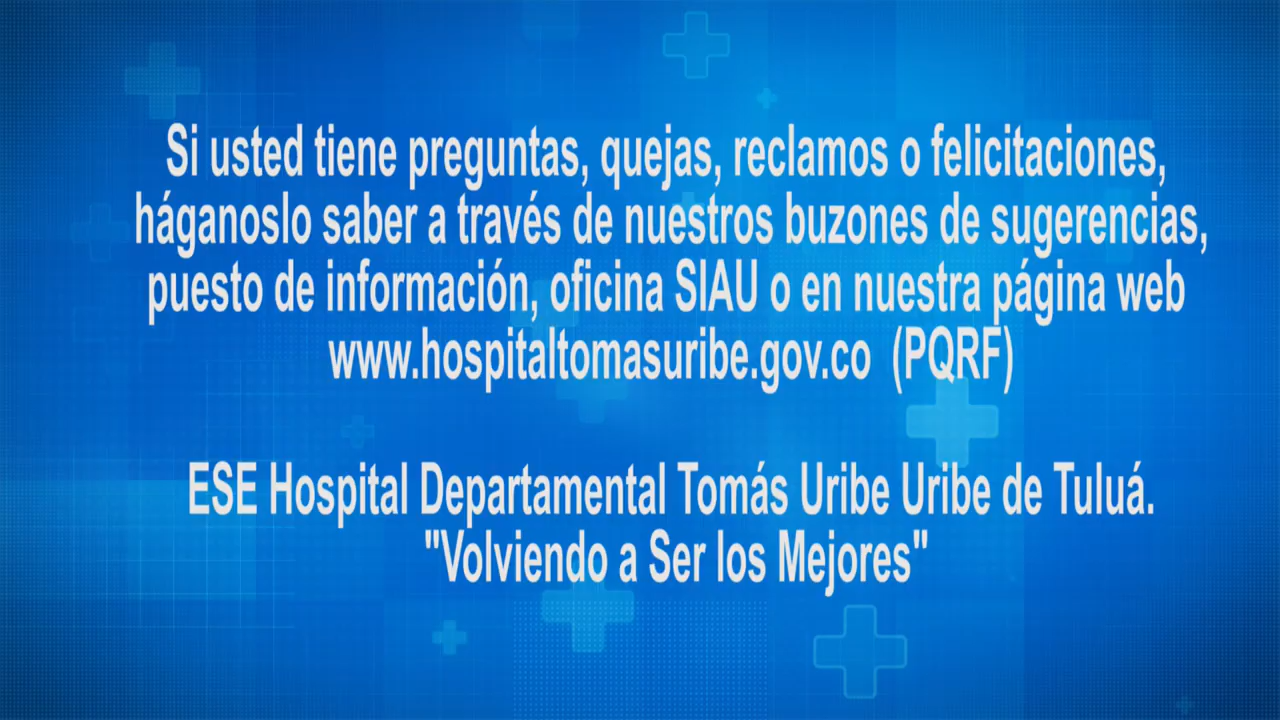 Si usted tiene preguntas, quejas, reclamos o felicitaciones,
háganoslo saber a través de nuestros buzones de sugerencias,
puesto de información, oficina SIAU o en nuestra página web
www.hospitaltomasuribe.gov.co (PQRF)
ESE Hospital Departamental Tomás Uribe Uribe de Tuluá.
"Volviendo a Ser los Mejores"